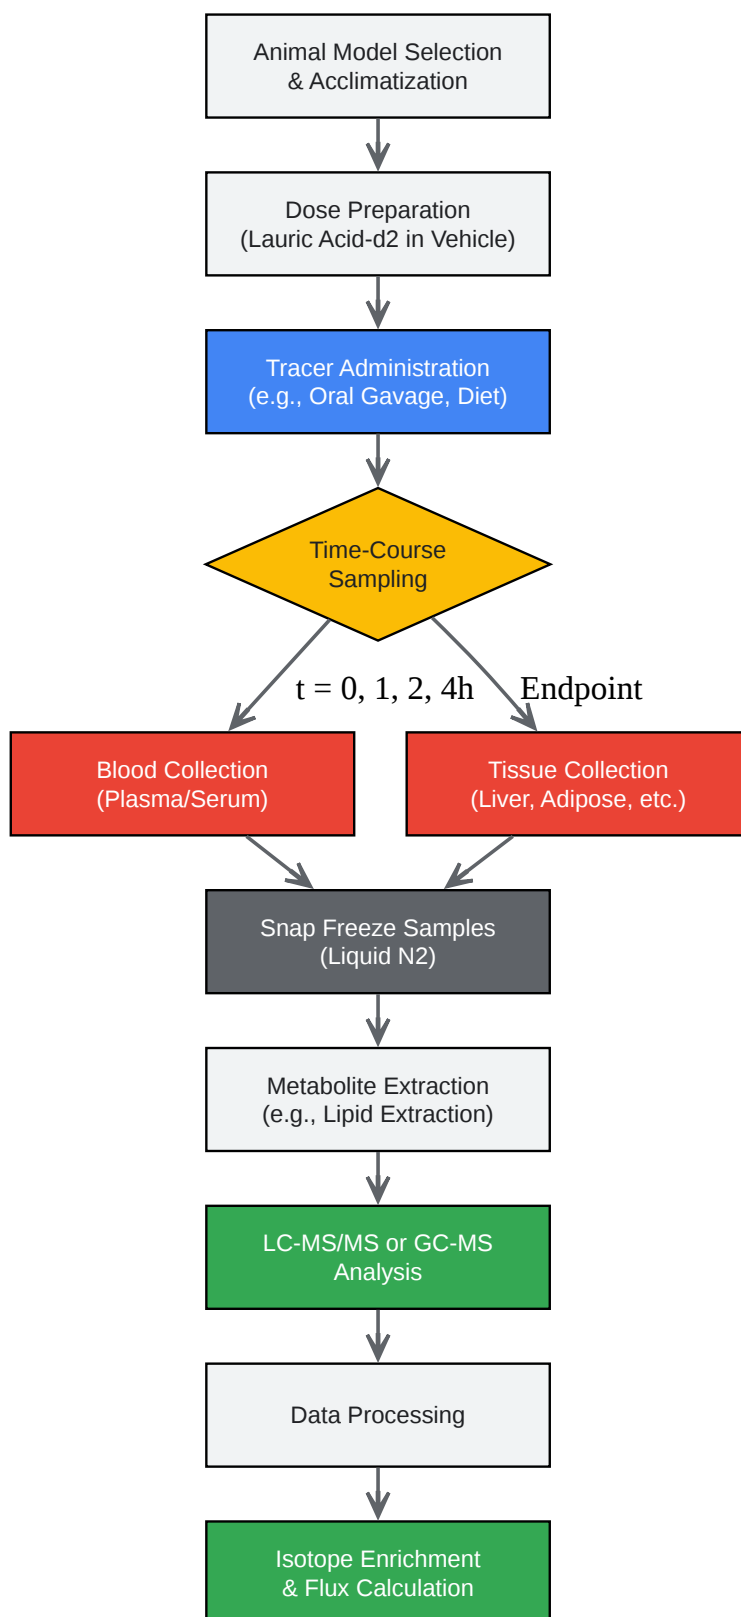 Animal Model Selection
& Acclimatization
Dose Preparation
(Lauric Acid-d2 in Vehicle)
Tracer Administration
(e.g., Oral Gavage, Diet)
Time-Course
Sampling
t = 0, 1, 2, 4h
Endpoint
Blood Collection
(Plasma/Serum)
Tissue Collection
(Liver, Adipose, etc.)
Snap Freeze Samples
(Liquid N2)
Metabolite Extraction
(e.g., Lipid Extraction)
LC-MS/MS or GC-MS
Analysis
Data Processing
Isotope Enrichment
& Flux Calculation